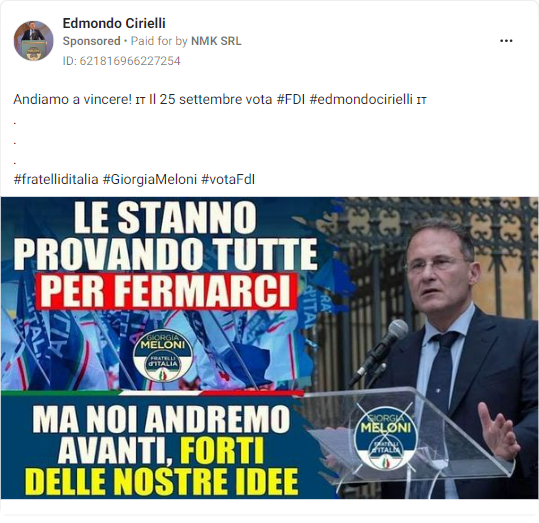 Edmondo Cirielli
Sponsored • Paid for by NMK SRL
ID: 621816966227254
Andiamo a vincere! IT Il 25 settembre vota #FDI #edmondocirielli IT
.
.
.
#fratelliditalia #GiorgiaMeloni #votaFdI
LE STANNO
PROVANDO TUTTE
PER FERMARCI
GIORGIA
MELONI
FRATELLI
d'ITALIA
MA NOI ANDREMO
AVANTI, FORTI
DELLE NOSTRE IDEE
GIORGIA
MELONI
FRATELLI
d'ITALIA